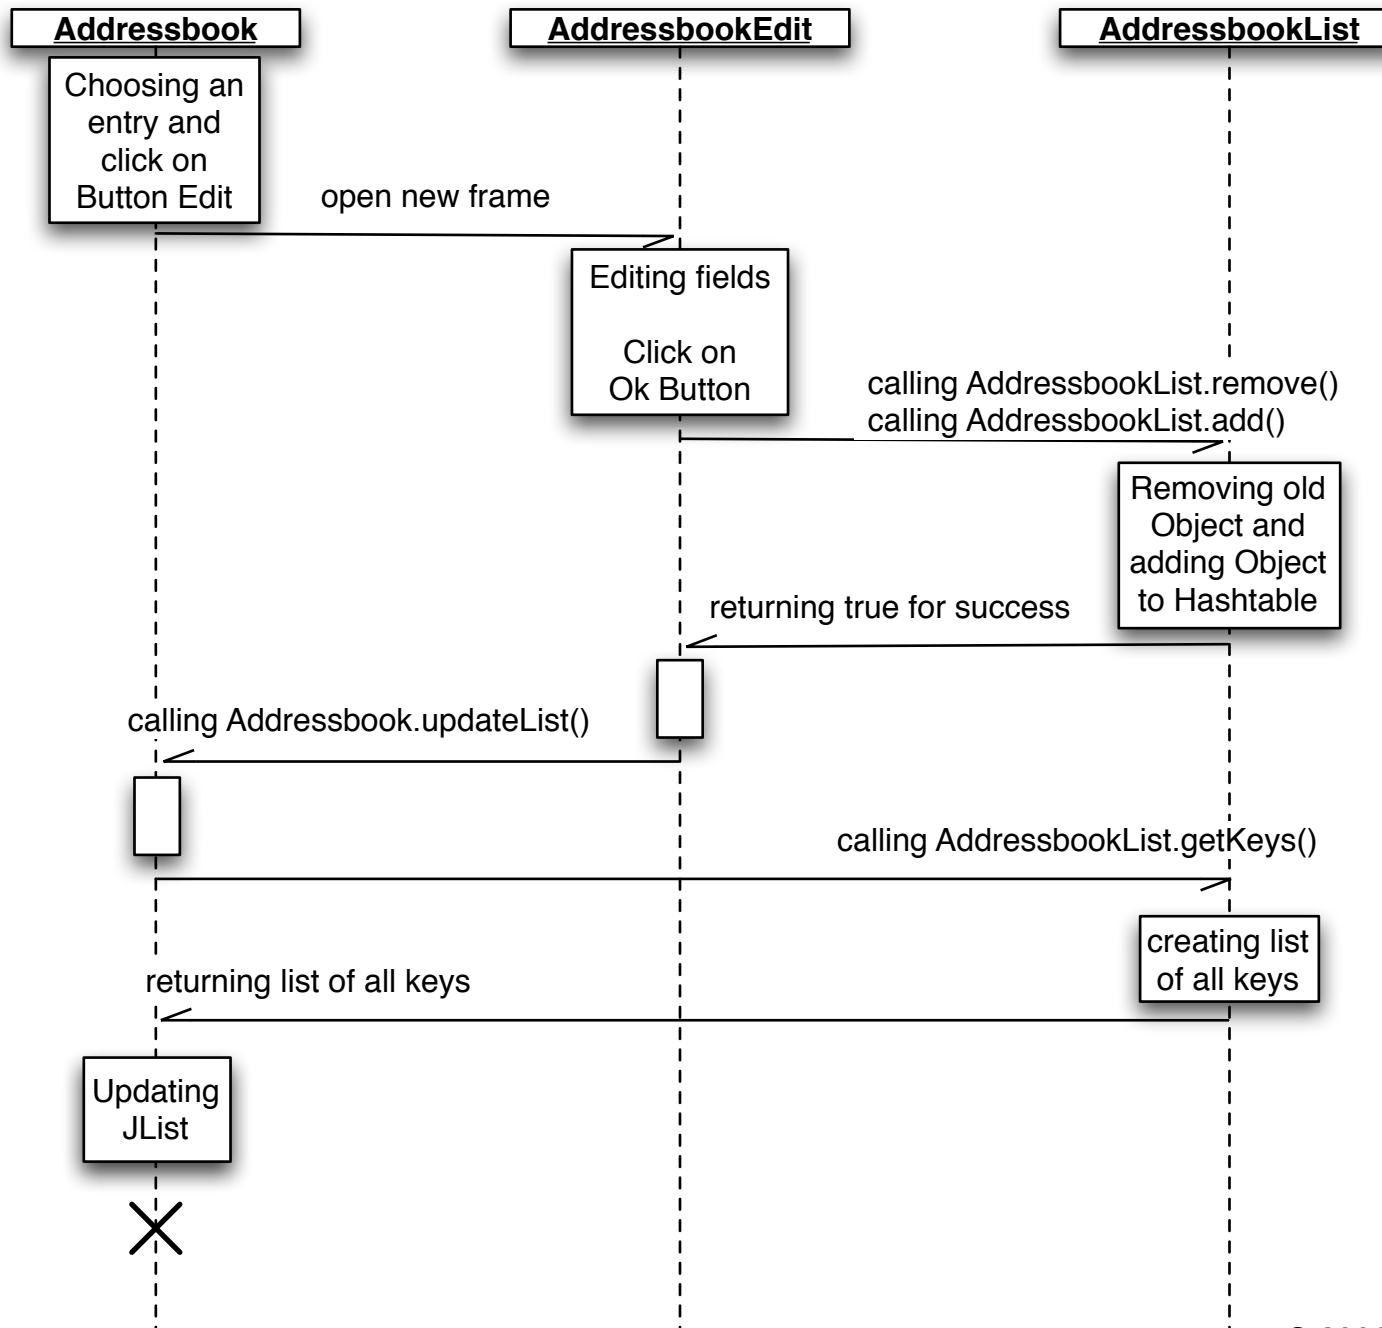 Addressbook
AddressbookEdit
AddressbookList
Choosing an
entry and
click on
Button Edit
open new frame
Editing fields
Click on
Ok Button
calling AddressbookList.remove()
calling AddressbookList.add()
Removing old
Object and
adding Object
to Hashtable
returning true for success
calling Addressbook.updateList()
calling AddressbookList.getKeys()
creating list
of all keys
returning list of all keys
Updating
JList